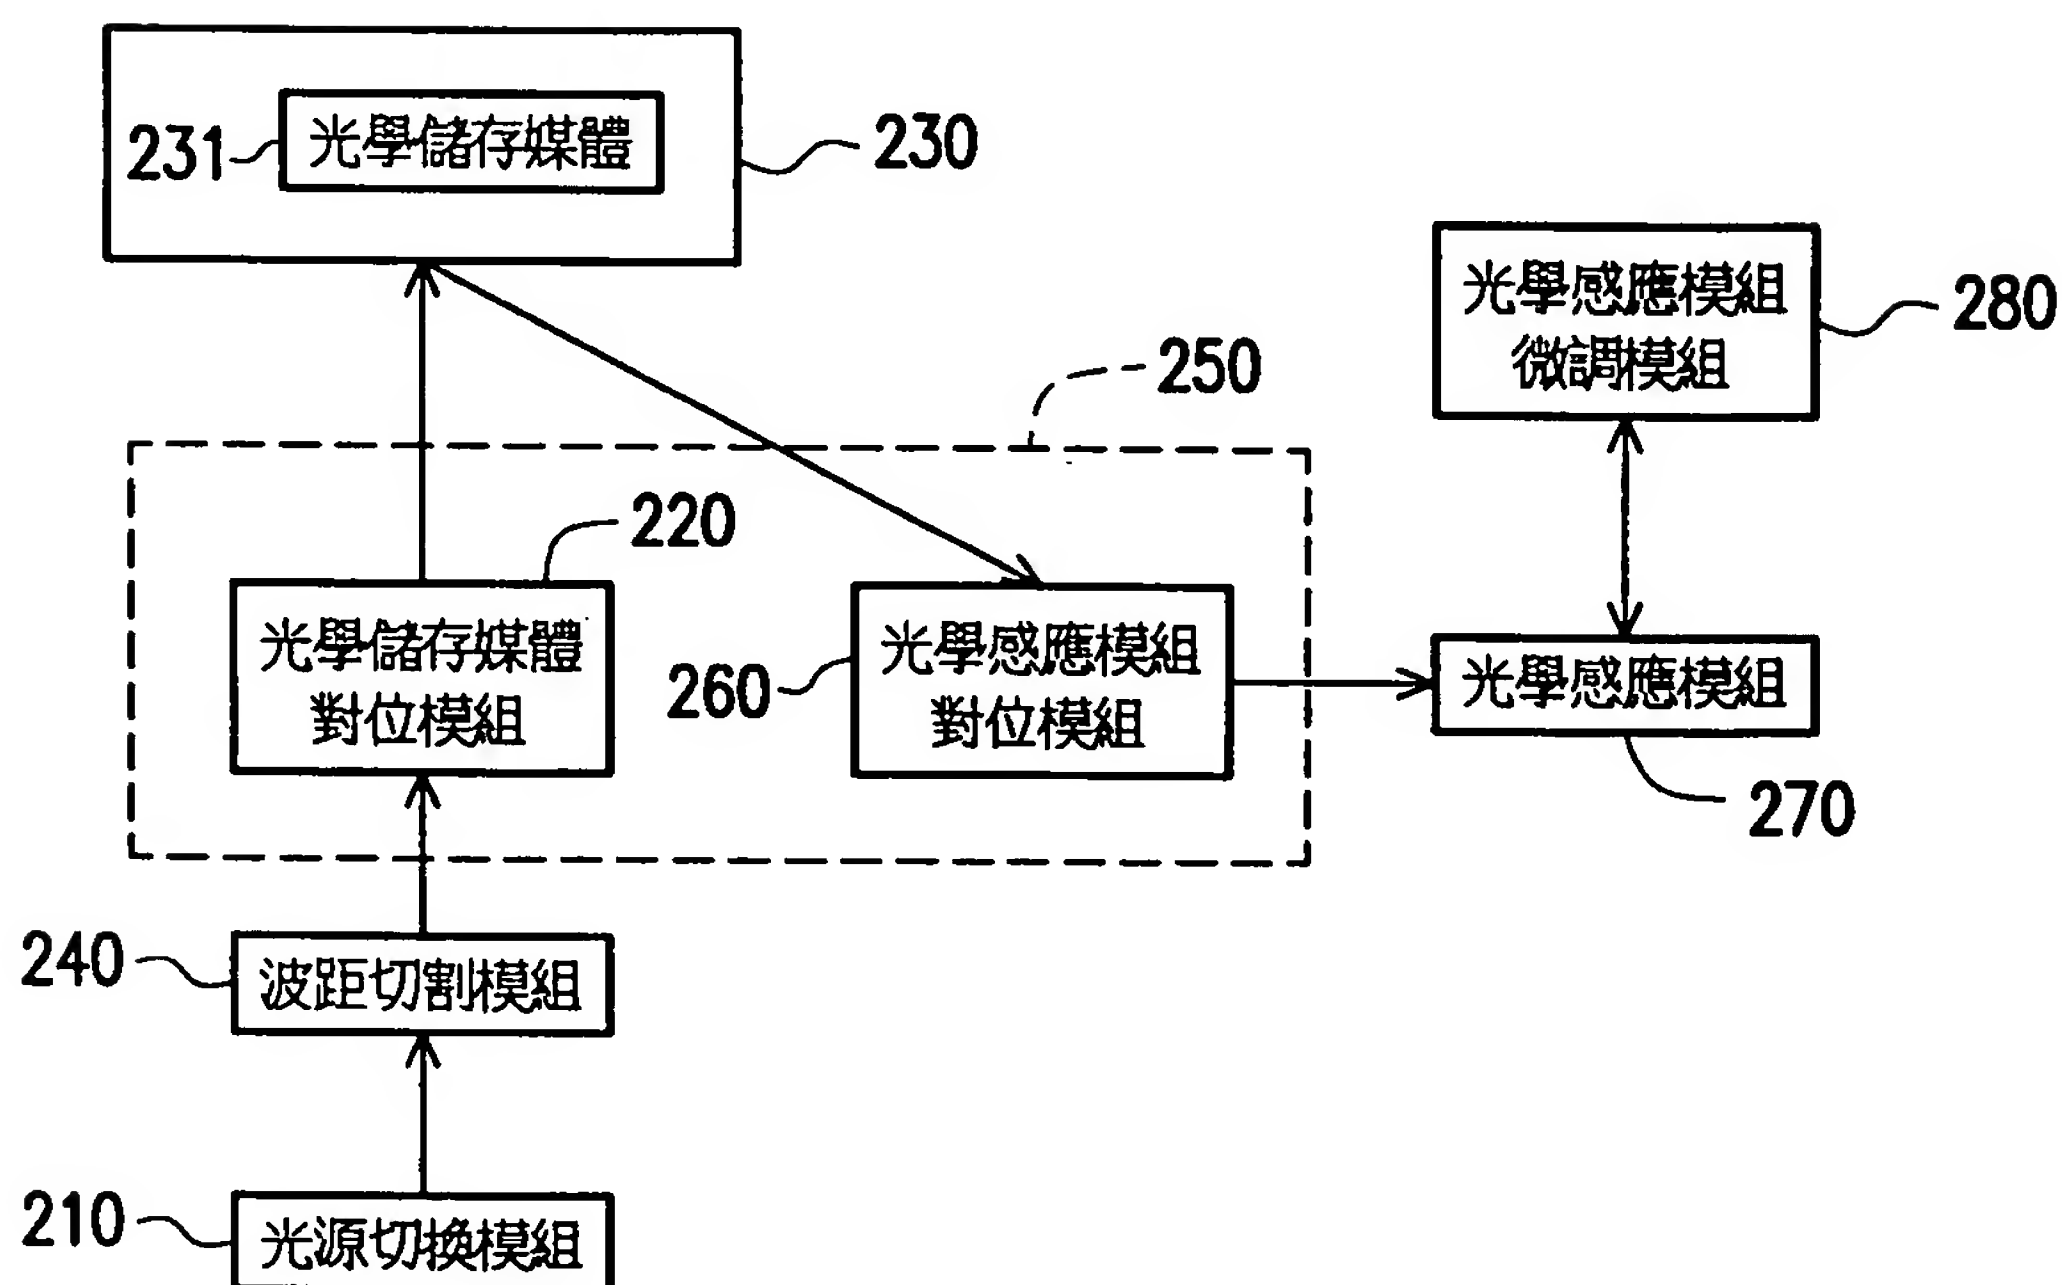 231
光學儲存媒體
230
光學感應模組
微調模組
280
250
220
光學儲存媒體
對位模組
260
光學感應模組
對位模組
光學感應模組
270
240
波距切割模組
210
光源切換模組